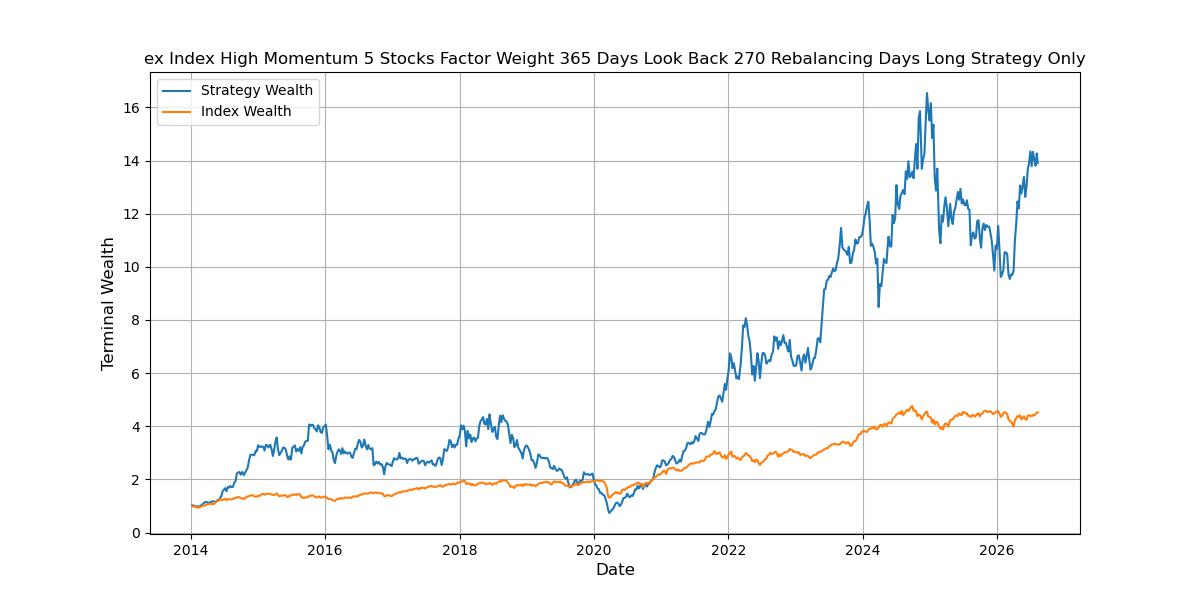 ex Index High Momentum 5 Stocks Factor Weight 365 Days Look Back 270 Rebalancing Days Long Strategy Only
Strategy Wealth
Index Wealth
Terminal Wealth
16
14
12
10
8
6
4
2
0
2014 2016 2018 2020 2022 2024 2026
Date